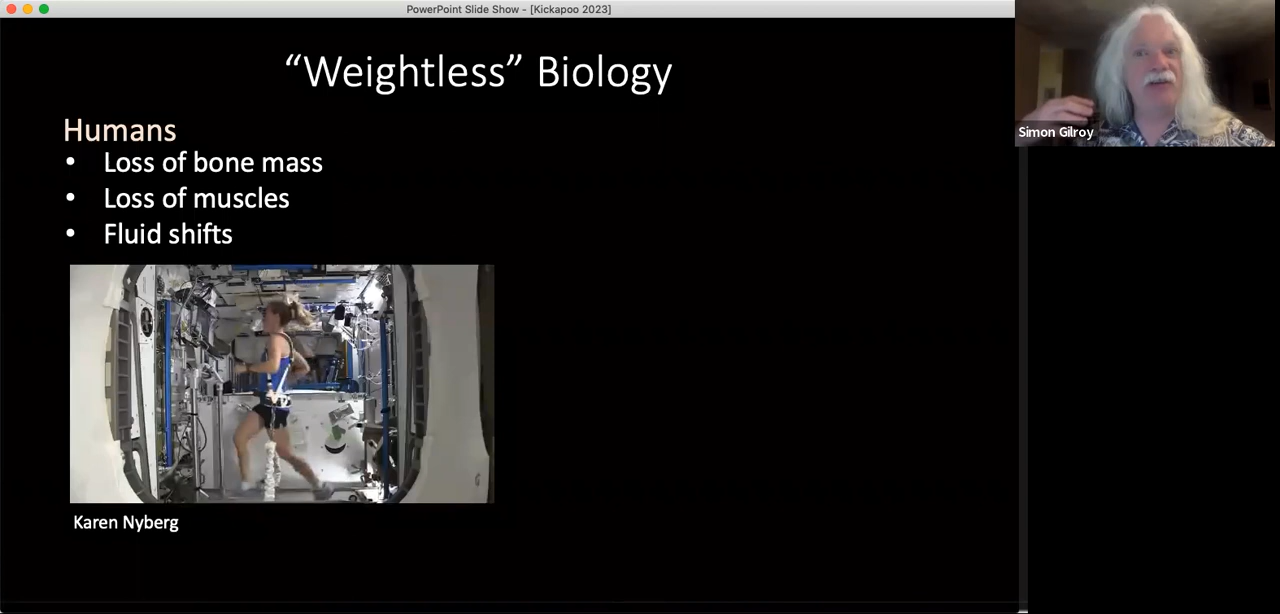 PowerPoint Slide Show - [Kickapoo 2023]
“Weightless” Biology
Humans
• Loss of bone mass
• Loss of muscles
• Fluid shifts
Karen Nyberg
Simon Gilroy